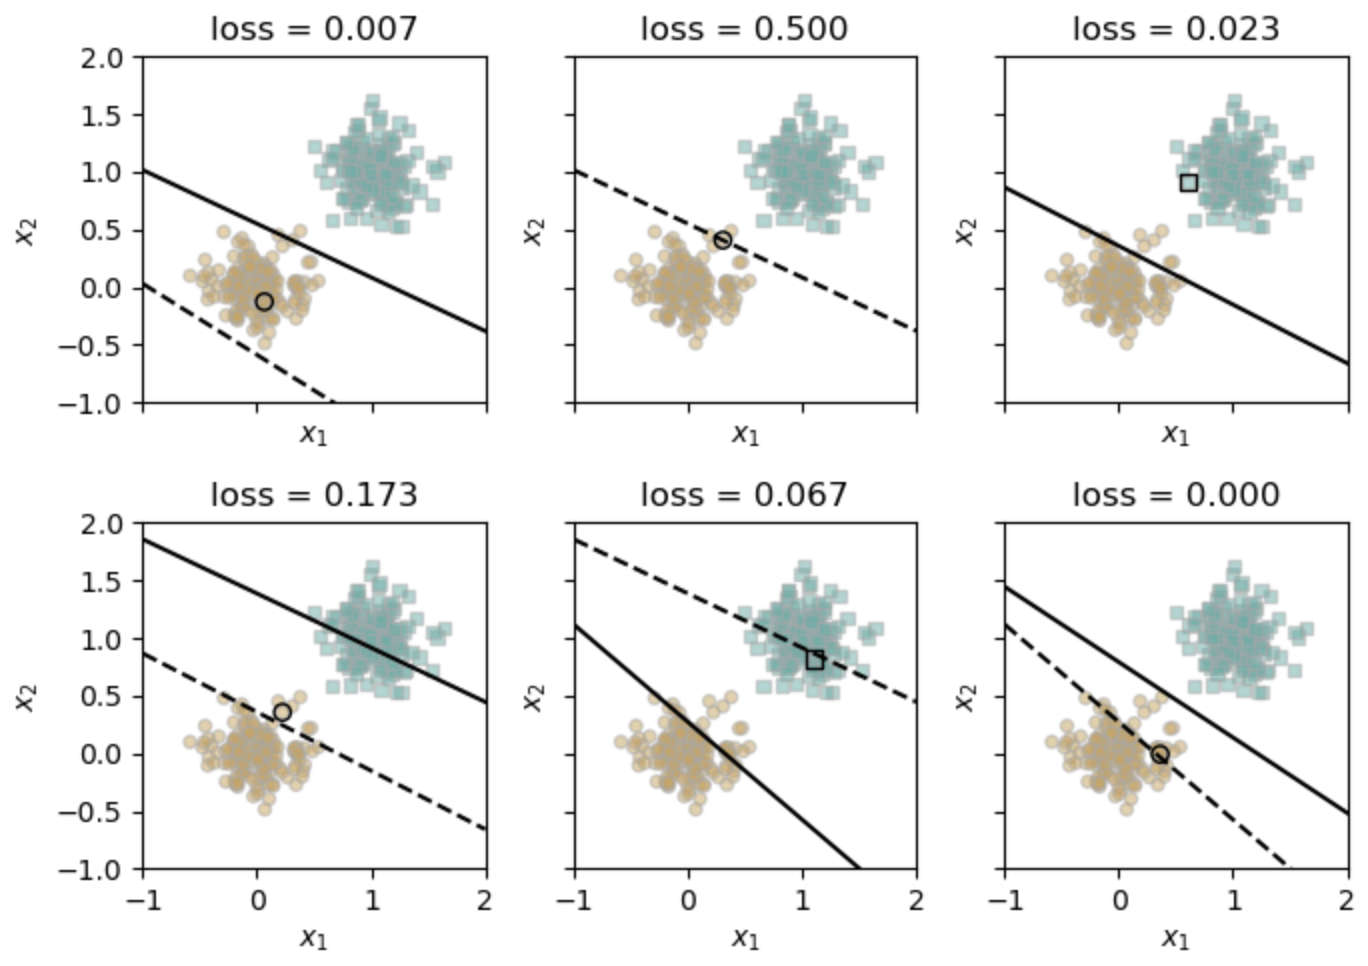 loss = 0.007
loss = 0.500
loss = 0.023
2.0
1.5
1.0
0.5
0.0
−0.5
−1.0
x₂
x₂
x₂
x₁
x₁
x₁
loss = 0.173
loss = 0.067
loss = 0.000
2.0
1.5
1.0
0.5
0.0
−0.5
−1.0
x₂
x₂
x₂
−1 0 1 2
−1 0 1 2
−1 0 1 2
x₁
x₁
x₁